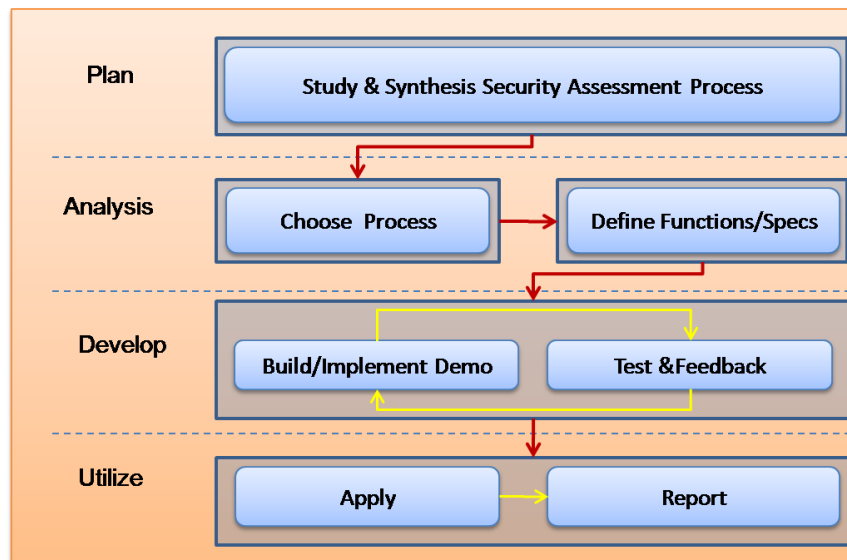 Plan
Study & Synthesis Security Assessment Process
Analysis
Choose Process
Define Functions/Specs
Develop
Build/Implement Demo
Test &Feedback
Utilize
Apply
Report